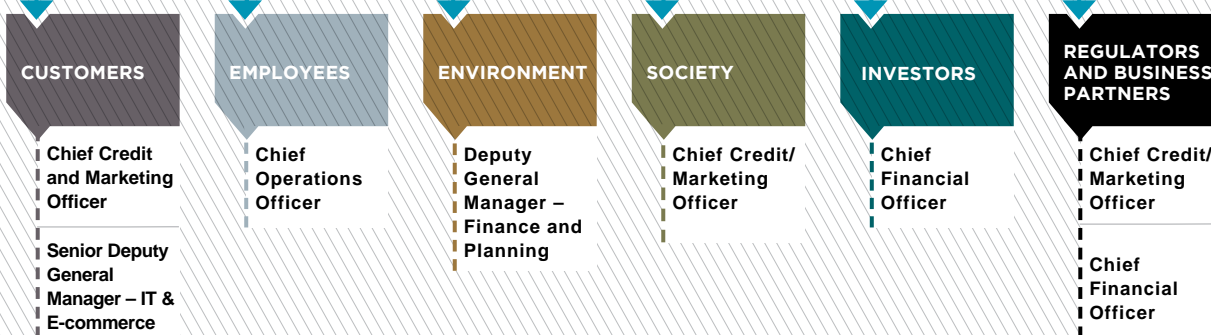 CUSTOMERS
Chief Credit
and Marketing
Officer
Senior Deputy
General
Manager – IT &
E-commerce
EMPLOYEES
Chief
Operations
Officer
ENVIRONMENT
Deputy
General
Manager –
Finance and
Planning
SOCIETY
Chief Credit/
Marketing
Officer
INVESTORS
Chief
Financial
Officer
REGULATORS
AND BUSINESS
PARTNERS
Chief Credit/
Marketing
Officer
Chief
Financial
Officer